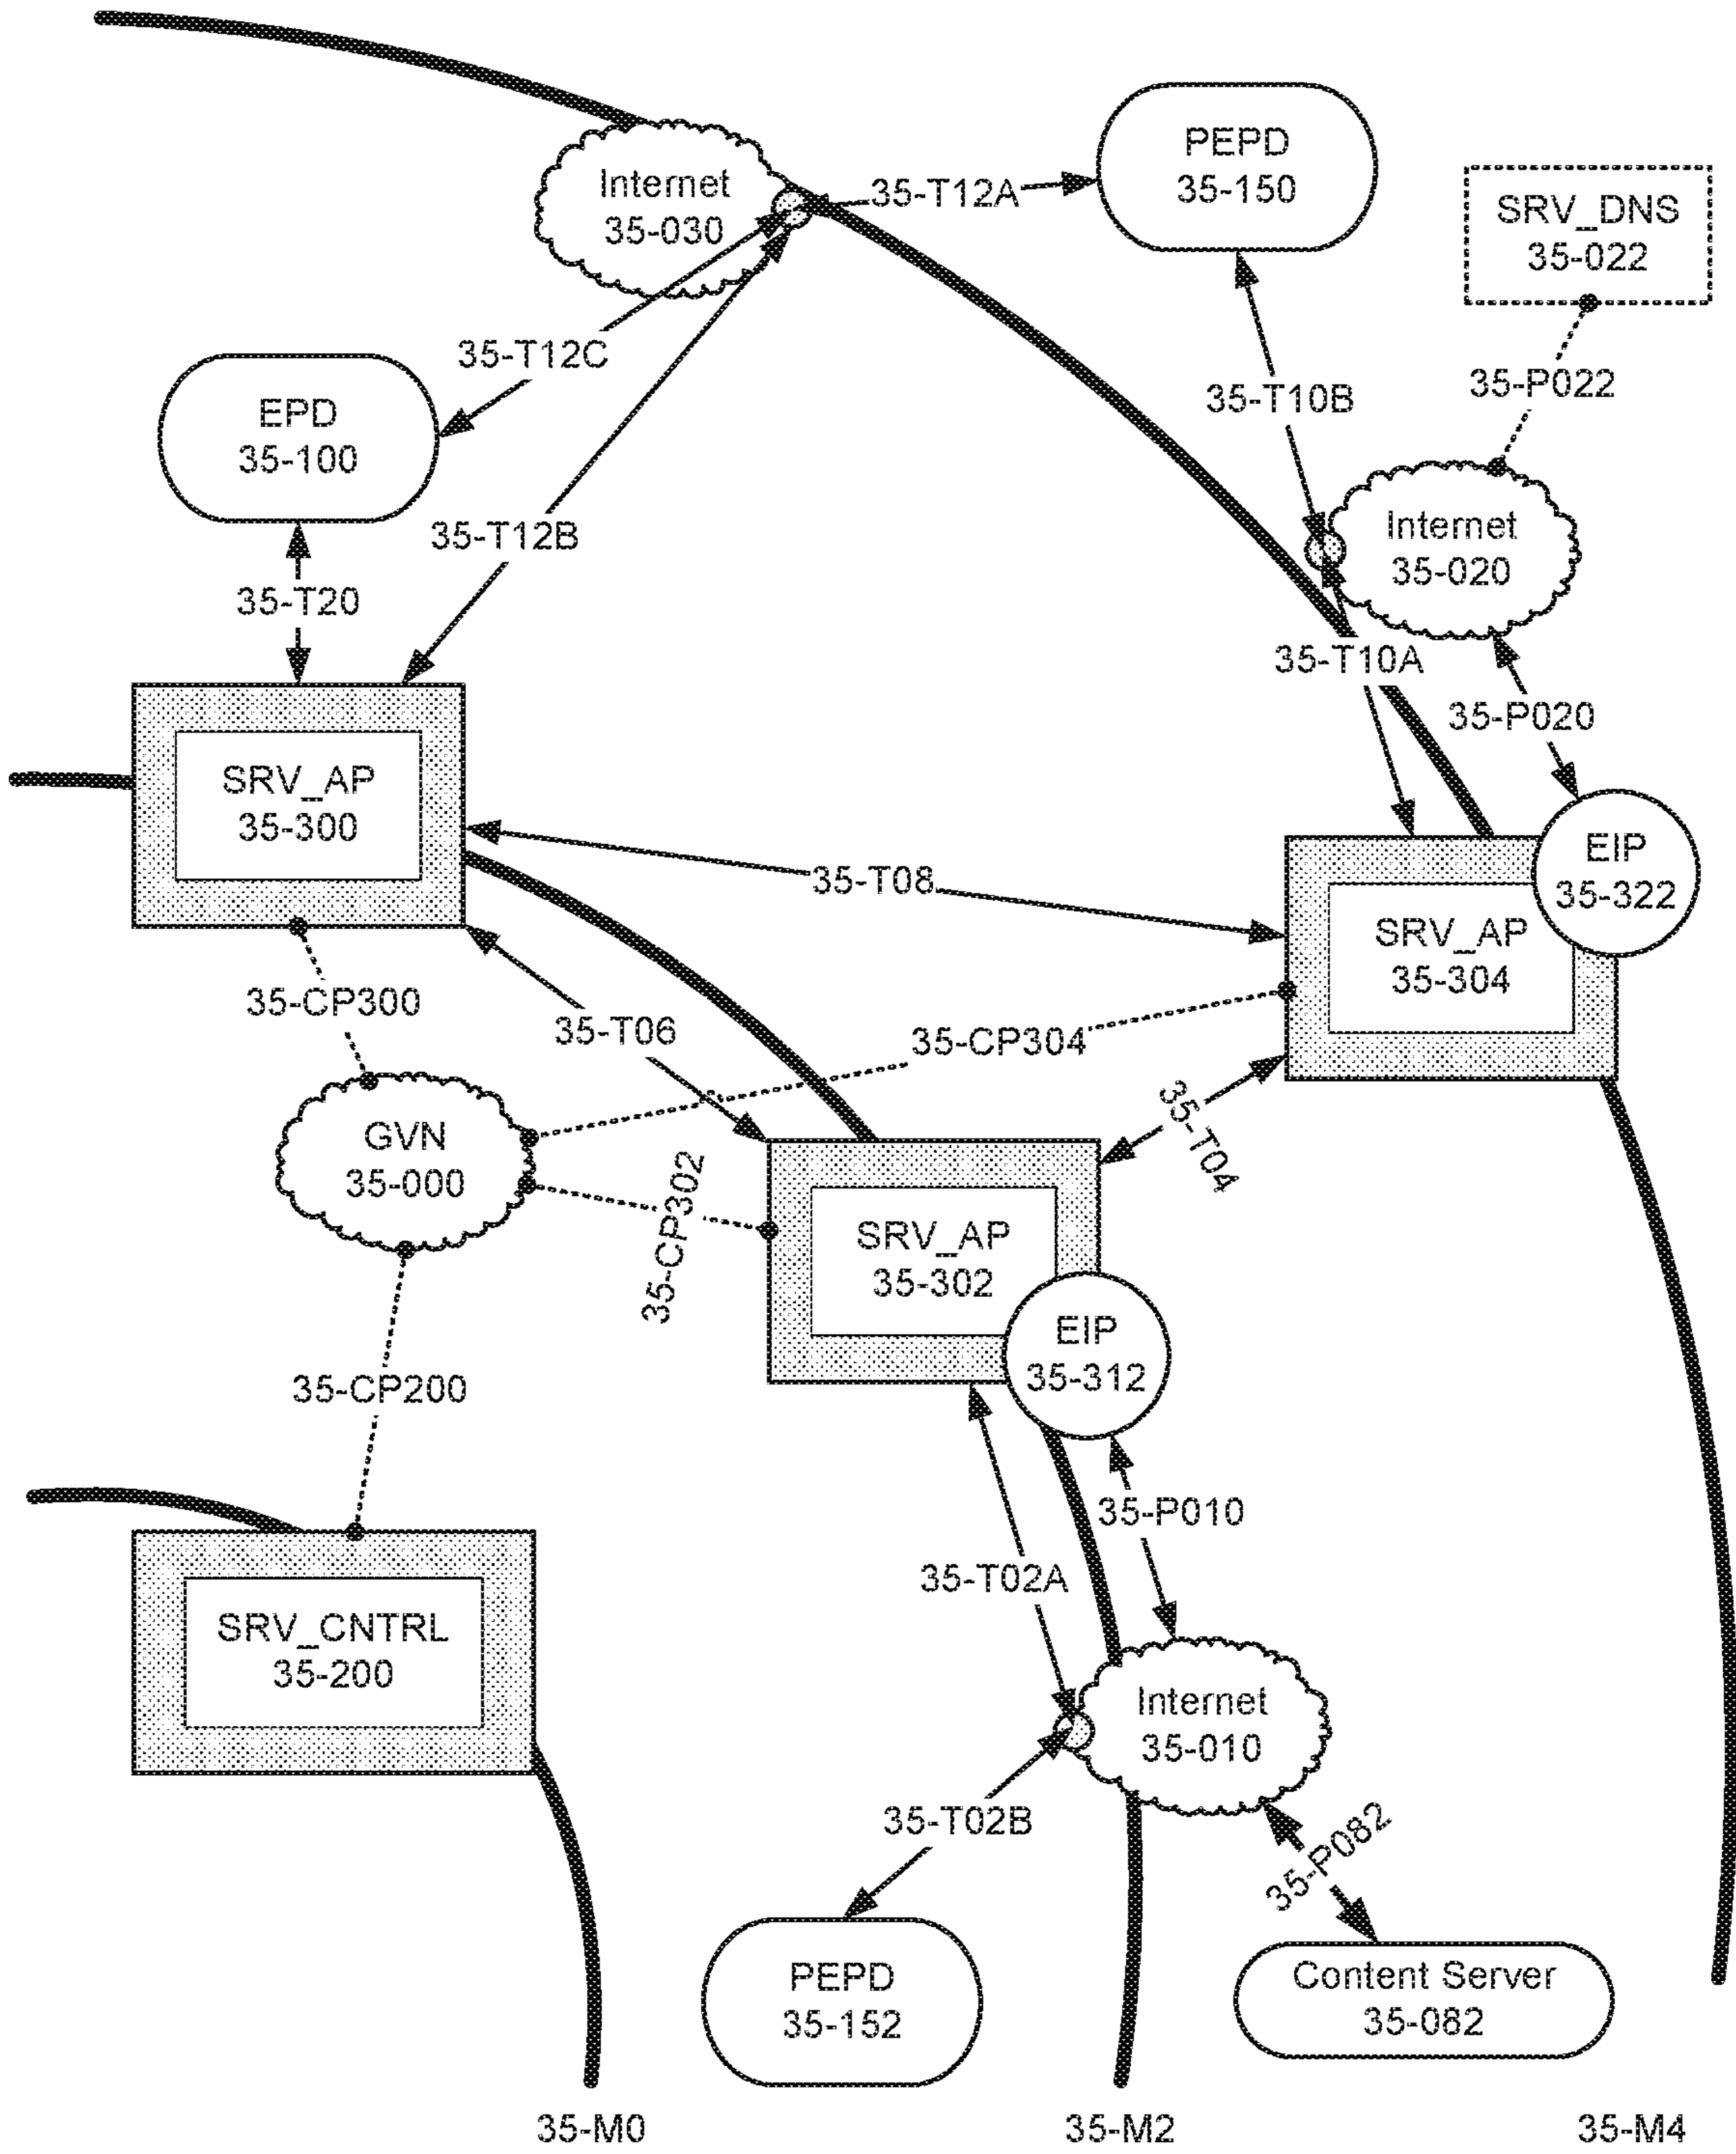 PEPD
35-150
Internet
35-030
35-T12A
SRV_DNS
35-022
35-T12C
35-P022
35-T10B
EPD
35-100
35-T12B
Internet
35-020
35-T20
35-T10A
35-P020
SRV_AP
35-300
EIP
35-322
35-T08
SRV_AP
35-304
35-CP300
35-T06
35-CP304
35-T04
GVN
35-000
35-CP302
SRV_AP
35-302
EIP
35-312
35-CP200
35-P010
35-T02A
SRV_CNTRL
35-200
Internet
35-010
35-T02B
35-P082
PEPD
35-152
Content Server
35-082
35-M0
35-M2
35-M4